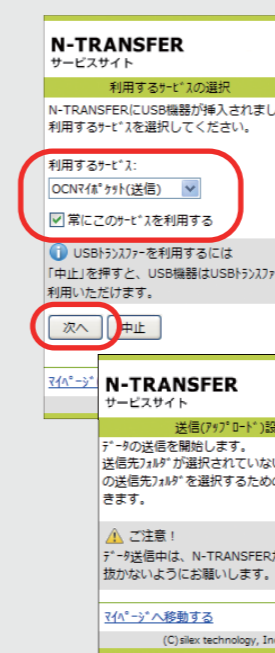 N-TRANSFER
サービスサイト
利用するｻｰﾋﾞｽの選択
N-TRANSFERにUSB機器が挿入されまし
利用するｻｰﾋﾞｽを選択してください。
利用するｻｰﾋﾞｽ:
OCNﾏｲﾎﾟｹｯﾄ(送信)
常にこのｻｰﾋﾞｽを利用する
USBﾄﾗﾝｽﾌｧｰを利用するには
「中止」を押すと、USB機器はUSBﾄﾗﾝｽﾌｧ
利用いただけます。
次へ 中止
ﾏｲﾍﾟｰｼﾞ
N-TRANSFER
サービスサイト
送信(ｱｯﾌﾟﾛｰﾄﾞ)設
ﾃﾞｰﾀの送信を開始します。
送信先ﾌｫﾙﾀﾞが選択されていない
の送信先ﾌｫﾙﾀﾞを選択するための
きます。
ご注意！
ﾃﾞｰﾀ送信中は、N-TRANSFERか
抜かないようにお願いします。
ﾏｲﾍﾟｰｼﾞへ移動する
(C)silex technology, Inc